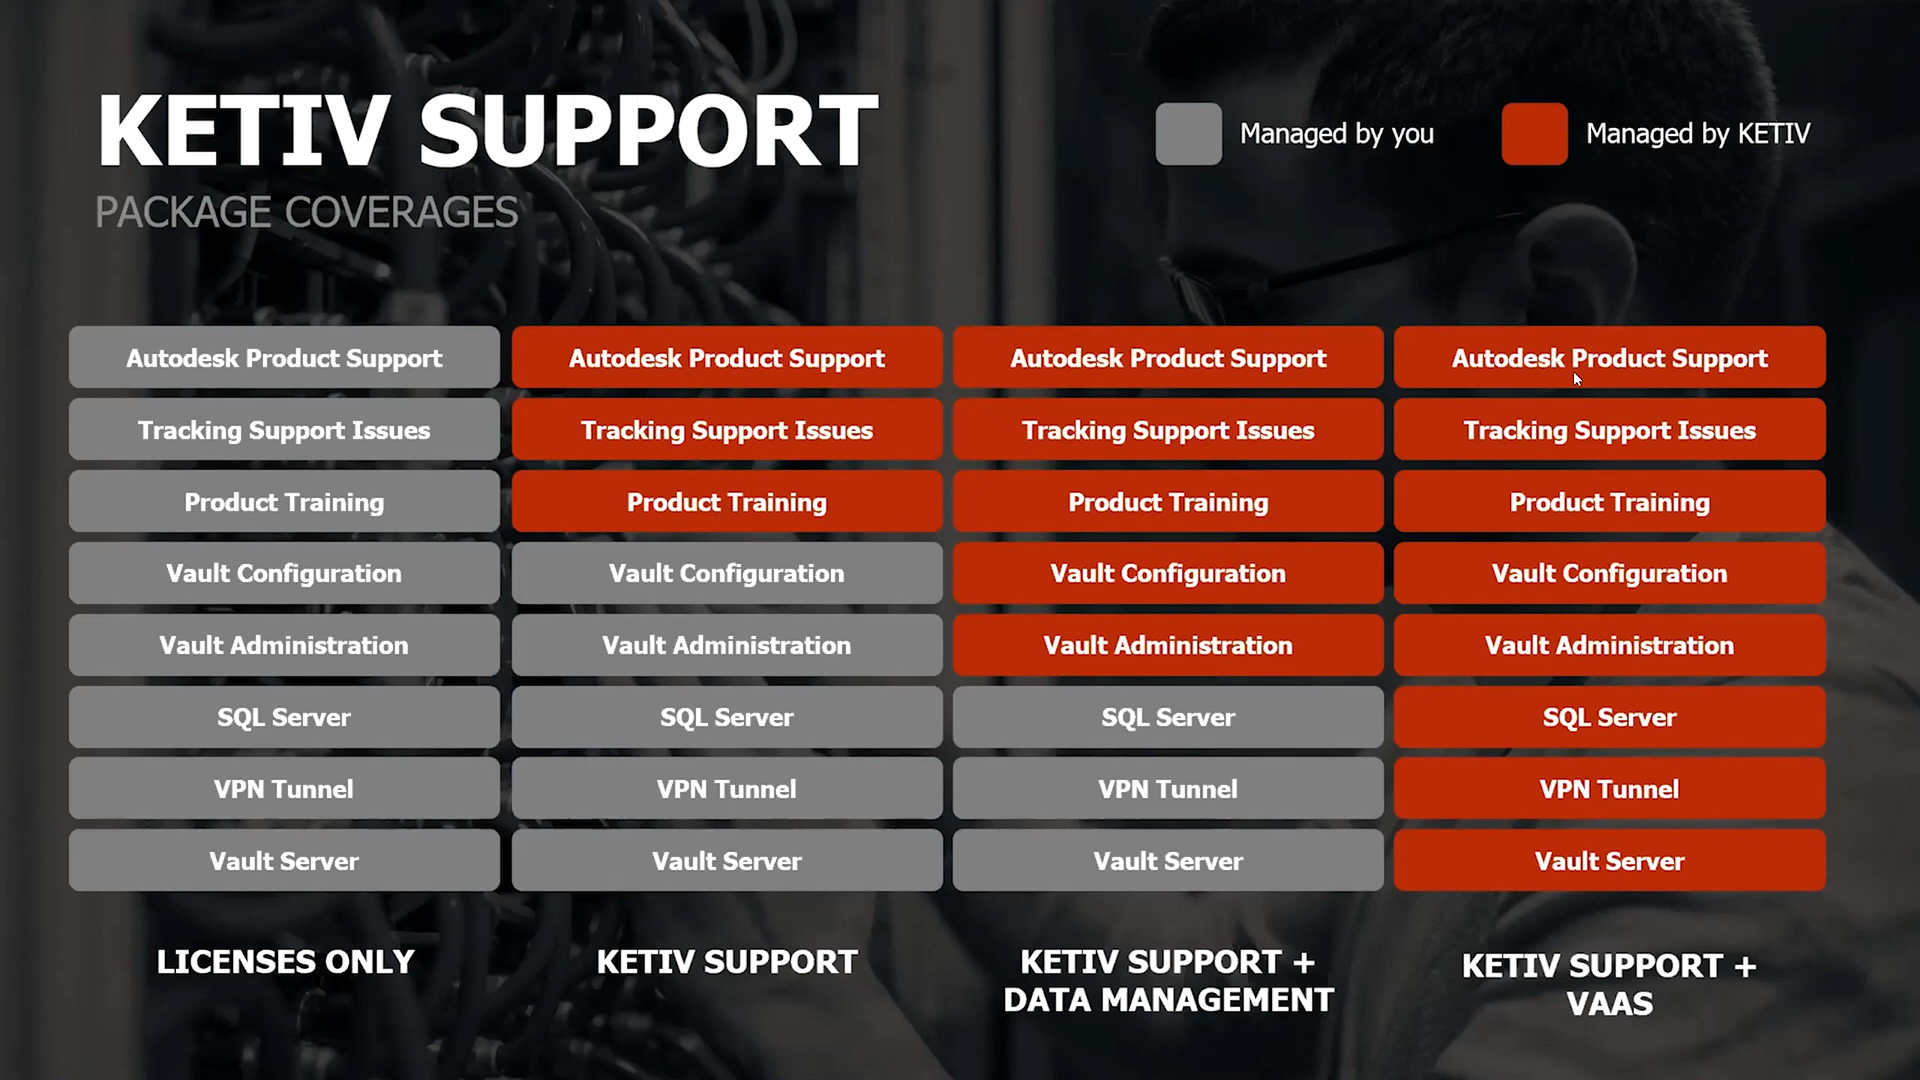 KETIV SUPPORT
PACKAGE COVERAGES
Managed by you
Managed by KETIV
Autodesk Product Support
Autodesk Product Support
Autodesk Product Support
Autodesk Product Support
Tracking Support Issues
Tracking Support Issues
Tracking Support Issues
Tracking Support Issues
Product Training
Product Training
Product Training
Product Training
Vault Configuration
Vault Configuration
Vault Configuration
Vault Configuration
Vault Administration
Vault Administration
Vault Administration
Vault Administration
SQL Server
SQL Server
SQL Server
SQL Server
VPN Tunnel
VPN Tunnel
VPN Tunnel
VPN Tunnel
Vault Server
Vault Server
Vault Server
Vault Server
LICENSES ONLY
KETIV SUPPORT
KETIV SUPPORT +
DATA MANAGEMENT
KETIV SUPPORT +
VAAS